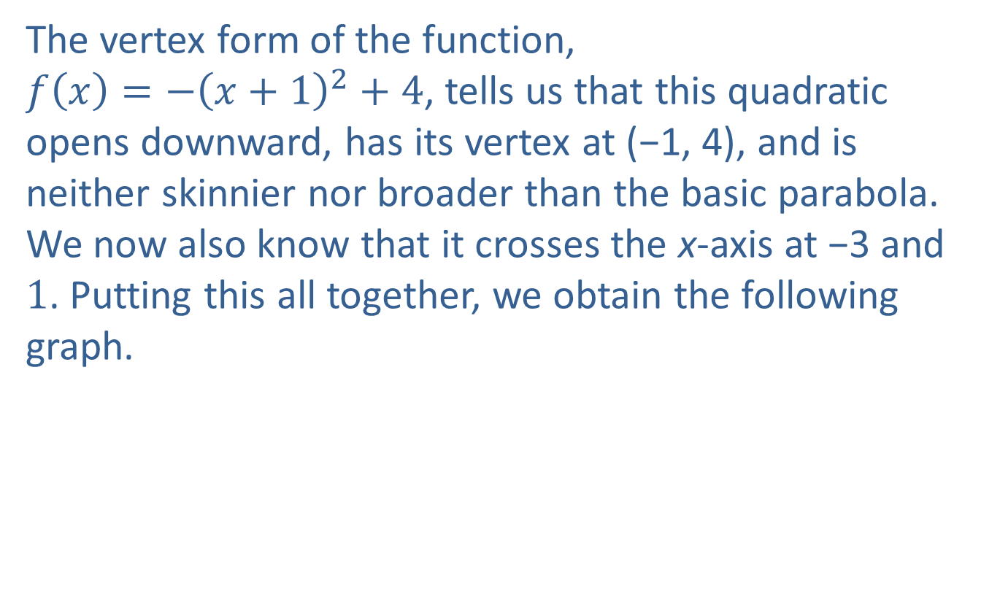 The vertex form of the function,
f(x) = −(x + 1)² + 4, tells us that this quadratic
opens downward, has its vertex at (−1, 4), and is
neither skinnier nor broader than the basic parabola.
We now also know that it crosses the x-axis at −3 and
1. Putting this all together, we obtain the following
graph.